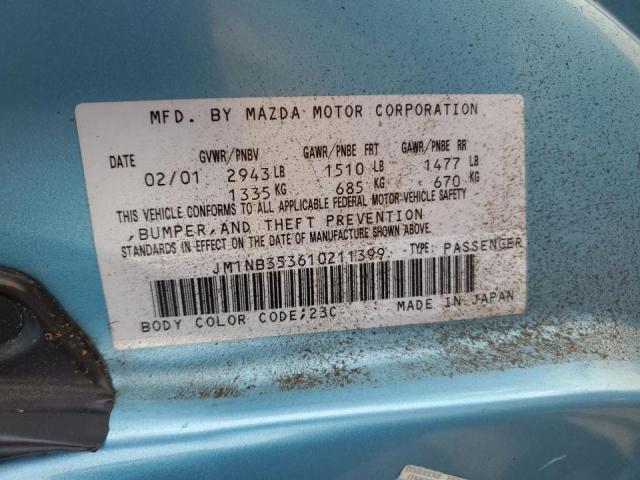 MFD. BY MAZDA MOTOR CORPORATION
DATE GVWR/PNBV GAWR/PNBE FRT GAWR/PNBE RR
02/01 2943 LB 1510 LB 1477 LB
1335 KG 685 KG 670 KG
THIS VEHICLE CONFORMS TO ALL APPLICABLE FEDERAL MOTOR-VEHICLE SAFETY
,BUMPER, AND THEFT PREVENTION
STANDARDS IN EFFECT ON THE DATE OF MANUFACTURE SHOWN ABOVE.
JM1NB353610211399 TYPE: PASSENGER
BODY COLOR CODE;23C MADE IN JAPAN